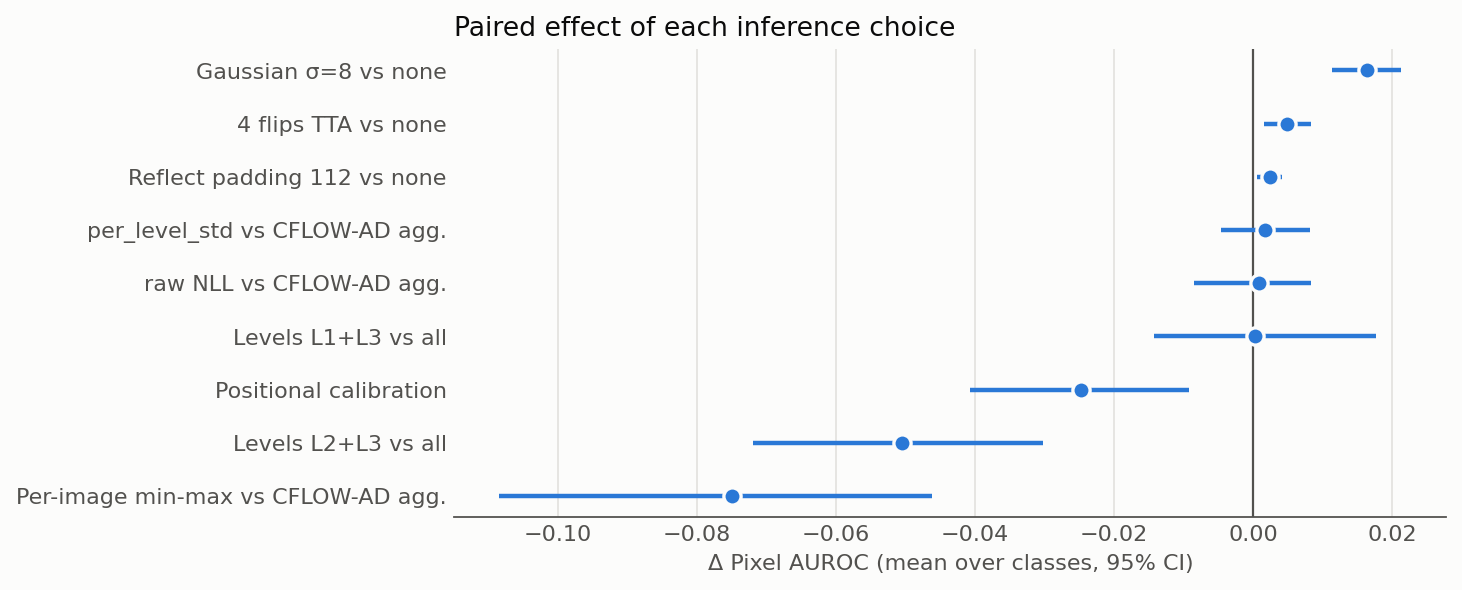 Paired effect of each inference choice
Gaussian σ=8 vs none
4 flips TTA vs none
Reflect padding 112 vs none
per_level_std vs CFLOW-AD agg.
raw NLL vs CFLOW-AD agg.
Levels L1+L3 vs all
Positional calibration
Levels L2+L3 vs all
Per-image min-max vs CFLOW-AD agg.
−0.10 −0.08 −0.06 −0.04 −0.02 0.00 0.02
Δ Pixel AUROC (mean over classes, 95% CI)